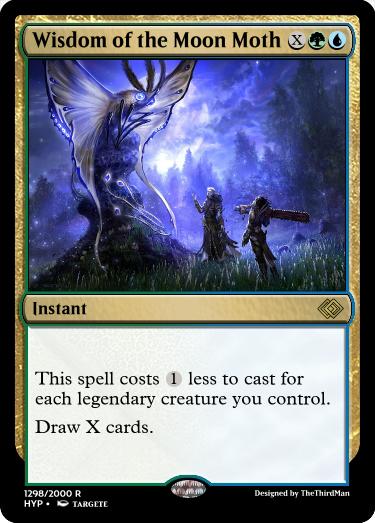 Wisdom of the Moon Moth X
Instant
This spell costs 1 less to cast for
each legendary creature you control.
Draw X cards.
1298/2000 R
Designed by TheThirdMan
HYP • TARGETE